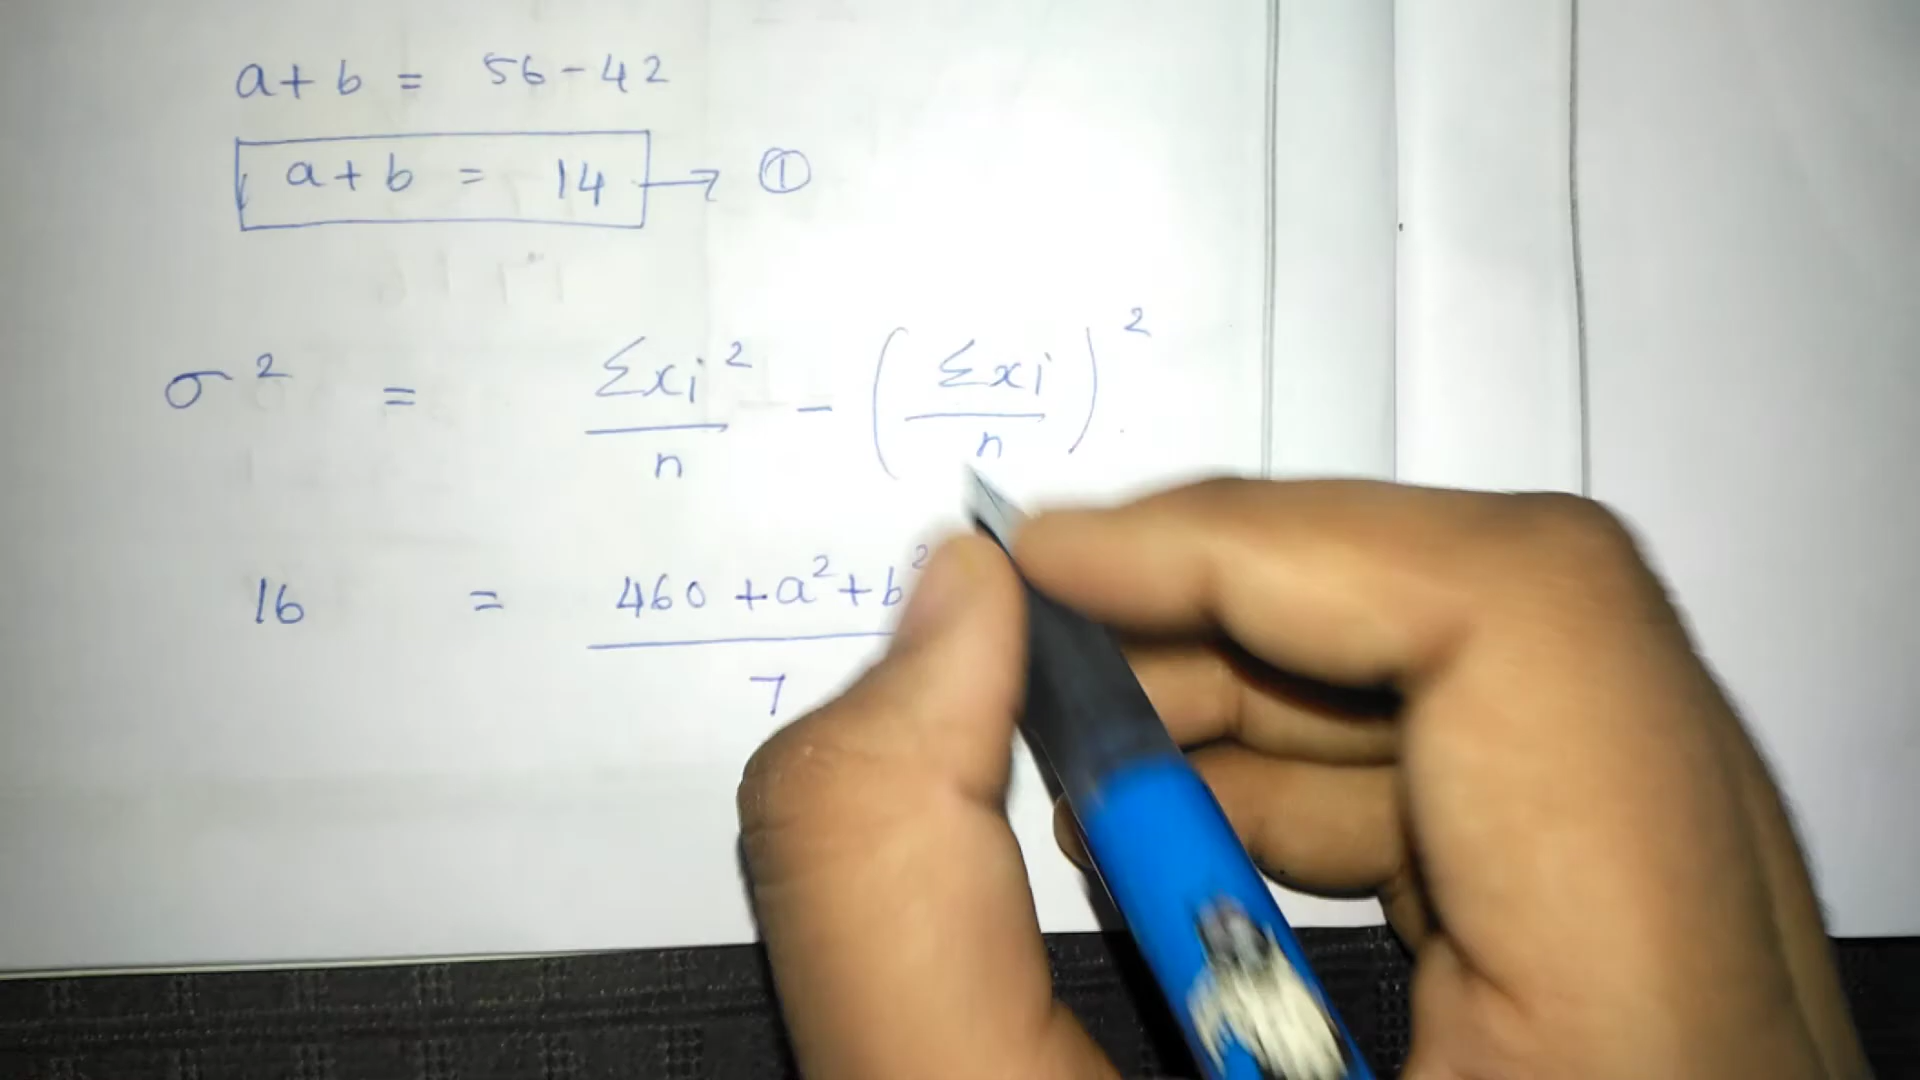 a + b = 56 - 42
a + b = 14 → ①
σ² = Σxi²/n - (Σxi/n)²
16 = 460 + a² + b²/7